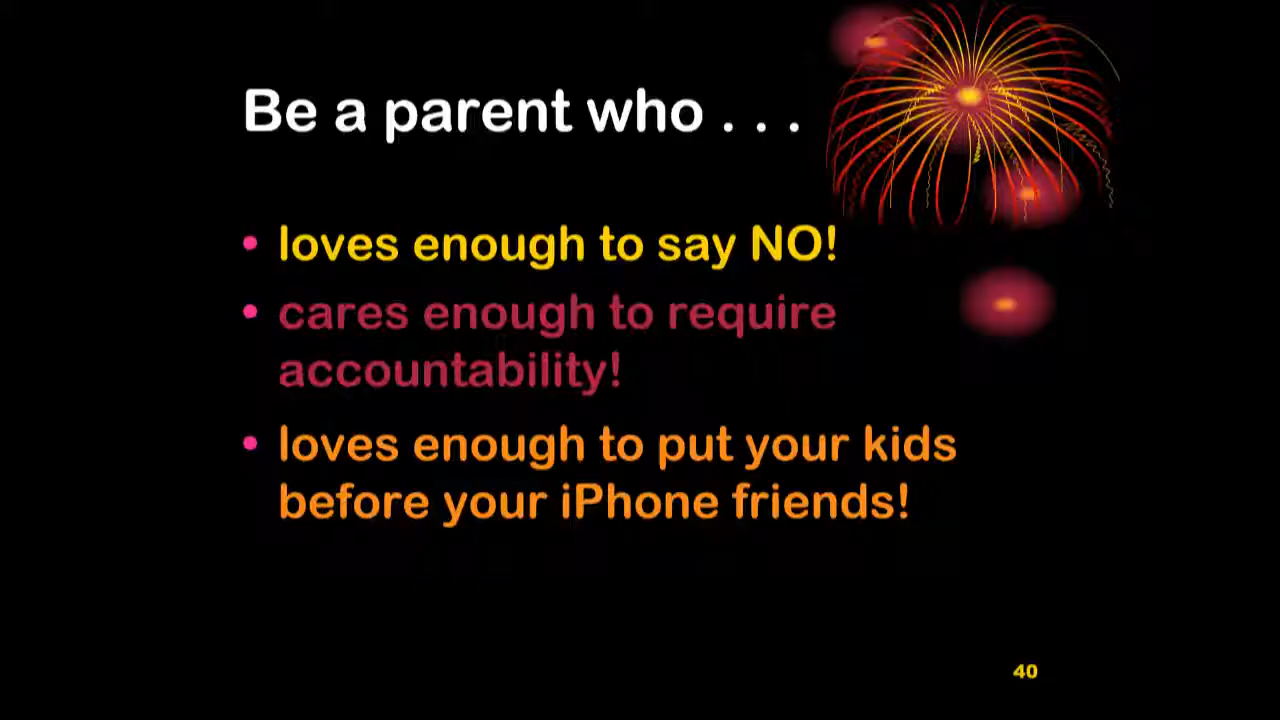 Be a parent who . . .
• loves enough to say NO!
• cares enough to require
accountability!
• loves enough to put your kids
before your iPhone friends!
40